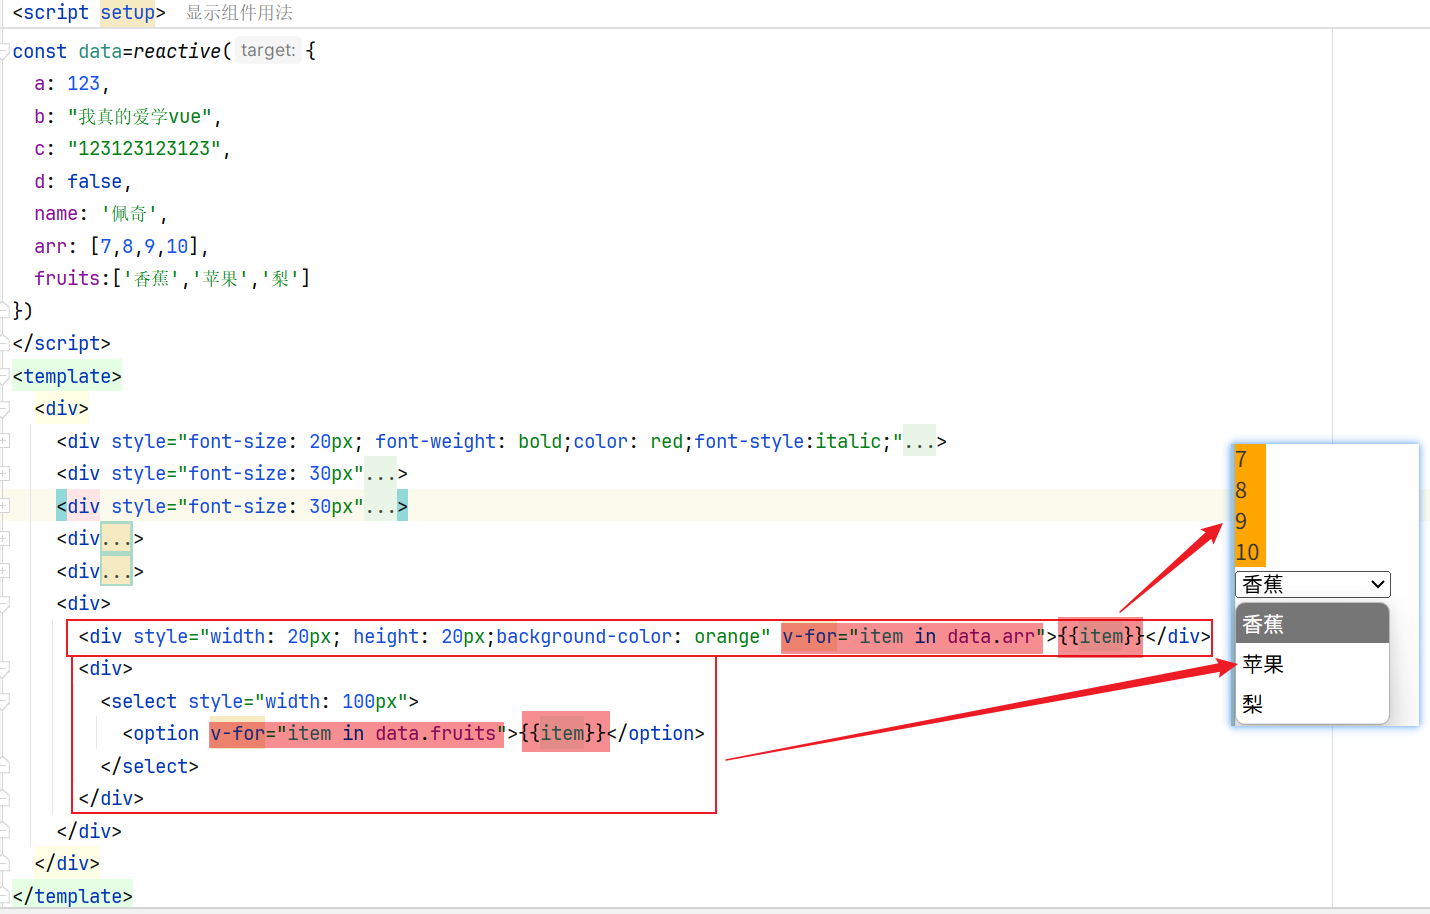 <script setup> 显示组件用法
const data=reactive( target: {
  a: 123,
  b: "我真的爱学vue",
  c: "123123123123",
  d: false,
  name: '佩奇',
  arr: [7,8,9,10],
  fruits:['香蕉','苹果','梨']
})
</script>
<template>
  <div>
    <div style="font-size: 20px; font-weight: bold;color: red;font-style:italic;"...>
    <div style="font-size: 30px"...>
    <div style="font-size: 30px"...>
    <div...>
    <div...>
    <div>
      <div style="width: 20px; height: 20px;background-color: orange" v-for="item in data.arr">{{item}}</div>
      <div>
        <select style="width: 100px">
          <option v-for="item in data.fruits">{{item}}</option>
        </select>
      </div>
    </div>
  </div>
</template>
7
8
9
10
香蕉
香蕉
苹果
梨